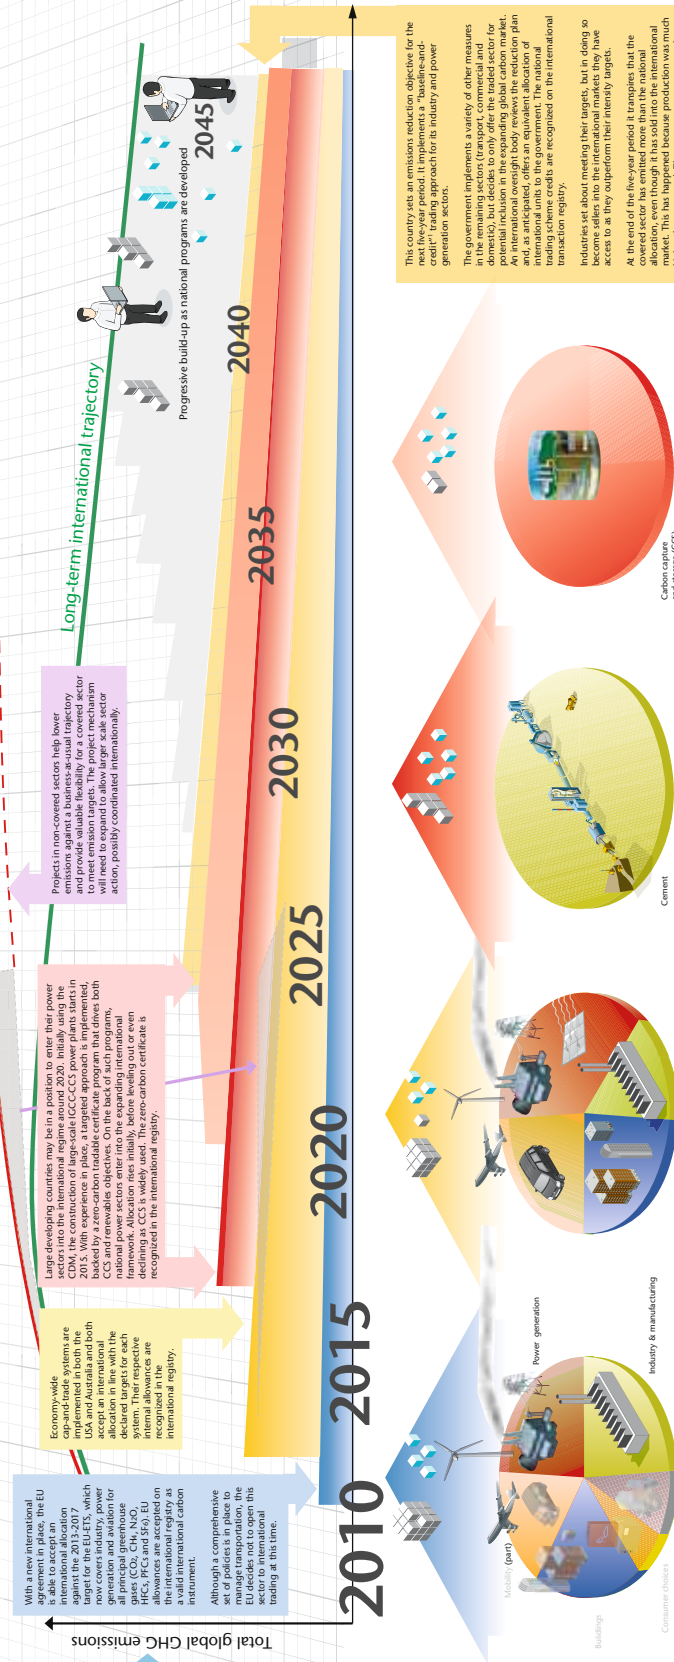 Total global GHG emissions
With a new international
agreement in place, the EU
is able to accept an
international allocation
against the 2013-2017
target for the EU-ETS, which
now covers industry, power
generation and aviation for
all principal greenhouse
gases (CO2, CH4, N2O,
HFCs, PFCs and SF6). EU
allowances are accepted on
the international registry as
a valid international carbon
instrument.
Although a comprehensive
set of policies is in place to
manage transportation, the
EU decides not to open this
sector to international
trading at this time.
Economy-wide
cap-and-trade systems are
implemented in both the
USA and Australia and both
accept an international
allocation in line with the
declared targets for each
system. Their respective
internal allowances are
recognized in the
international registry.
Large developing countries may be in a position to enter their power
sectors into the international regime around 2020. Initially using the
CDM, the construction of large-scale IGCC-CCS power plants starts in
2015. With experience in place, a targeted approach is implemented,
backed by a zero-carbon tradable certificate program that drives both
CCS and renewables objectives. On the back of such programs,
national power sectors enter into the expanding international
framework. Allocation rises initially, before leveling out or even
declining as CCS is widely used. The zero-carbon certificate is
recognized in the international registry.
Projects in non-covered sectors help lower
emissions against a business-as-usual trajectory
and provide valuable flexibility for a covered sector
to meet emission targets. The project mechanism
will need to expand to allow larger scale sector
action, possibly coordinated internationally.
Long-term international trajectory
Progressive build-up as national programs are developed
2010
2015
2020
2025
2030
2035
2040
2045
This country sets an emissions reduction objective for the
next five-year period. It implements a "baseline-and-
credit"¹ trading approach for its industry and power
generation sectors.
The government implements a variety of other measures
in the remaining sectors (transport, commercial and
domestic), but decides to only offer the traded sector for
potential inclusion in the expanding global carbon market.
An international oversight body reviews the reduction plan
and, as anticipated, offers an equivalent allocation of
international units to the government. The national
trading scheme credits are recognized on the international
transaction registry.
Industries set about meeting their targets, but in doing so
become sellers into the international markets they have
access to as they outperform their intensity targets.
At the end of the five-year period it transpires that the
covered sector has emitted more than the national
allocation, even though it has sold into the international
market. This has happened because production was much
Mobility (part)
Power generation
Buildings
Industry & manufacturing
Consumer choices
Cement
Carbon capture